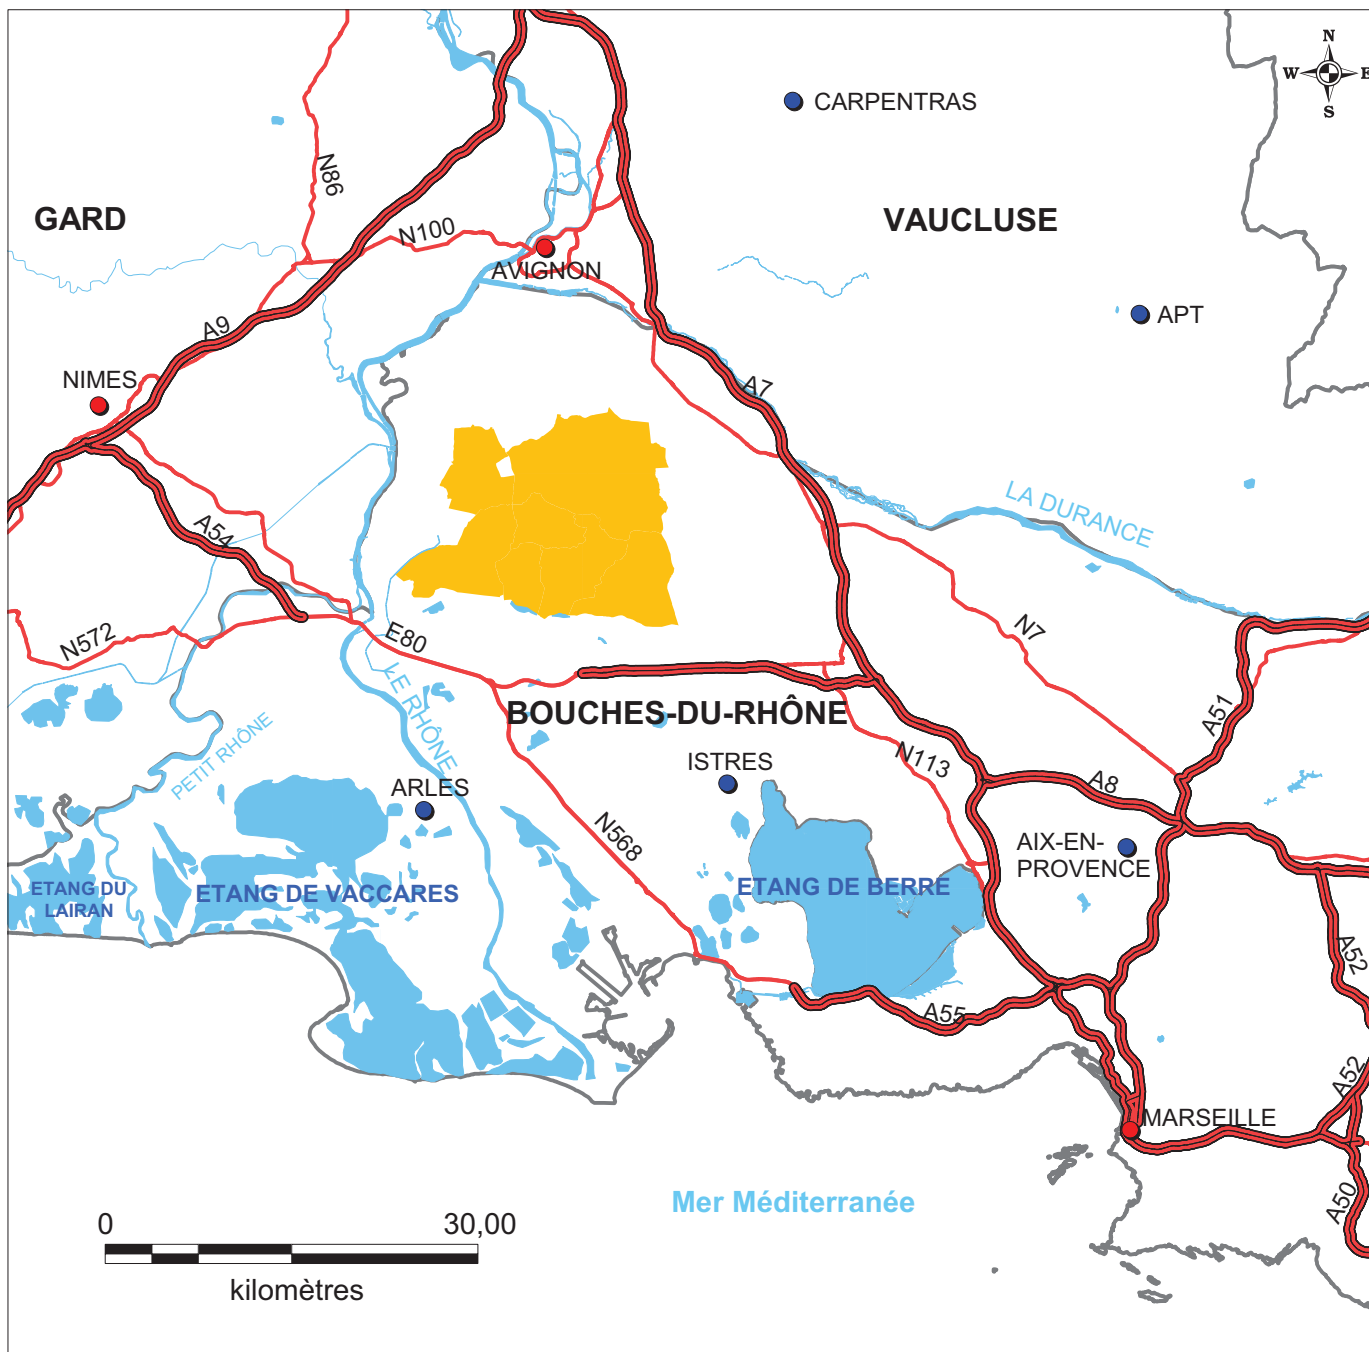 N
W E
S
CARPENTRAS
N86
GARD
VAUCLUSE
N100
AVIGNON
APT
A9
NIMES
A7
LA DURANCE
A54
N7
N572
E80
LE RHÔNE
BOUCHES-DU-RHÔNE
A51
PETIT RHÔNE
ISTRES
N113
ARLES
A8
N568
AIX-EN-
PROVENCE
ETANG DU
LAIRAN
ETANG DE VACCARES
ETANG DE BERRE
A52
A55
A52
MARSEILLE
A50
Mer Méditerranée
0 30,00
kilomètres